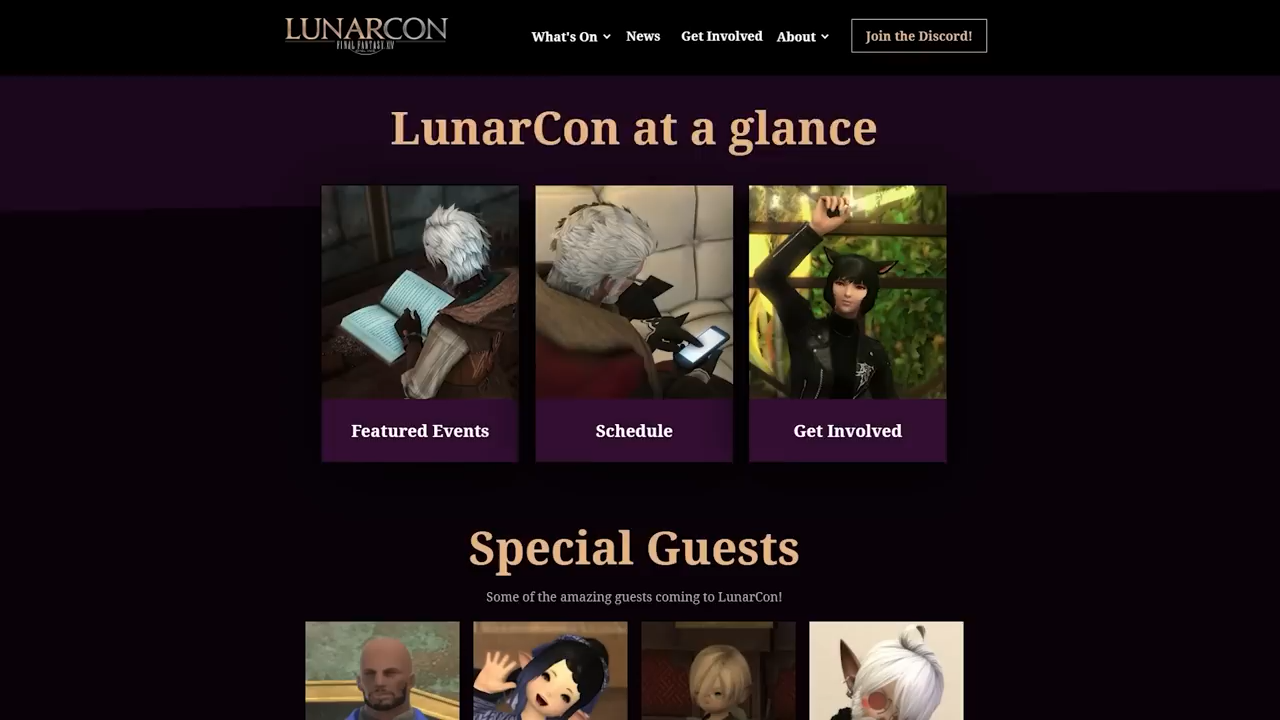 LUNARCON
FINAL FANTASY XIV
What's On
News
Get Involved
About
Join the Discord!
LunarCon at a glance
Featured Events
Schedule
Get Involved
Special Guests
Some of the amazing guests coming to LunarCon!